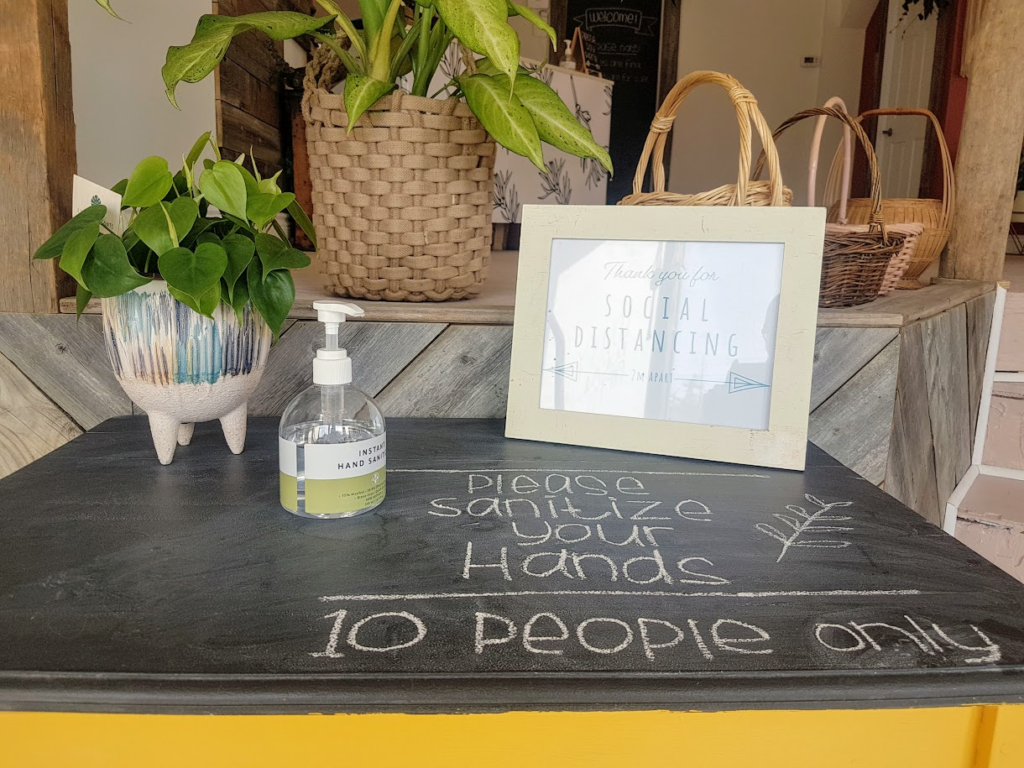 welcome!
Thank you for
SOCIAL
DISTANCING
2m APART
INSTANT
HAND SANI
please
sanitize
your
Hands
10 people only